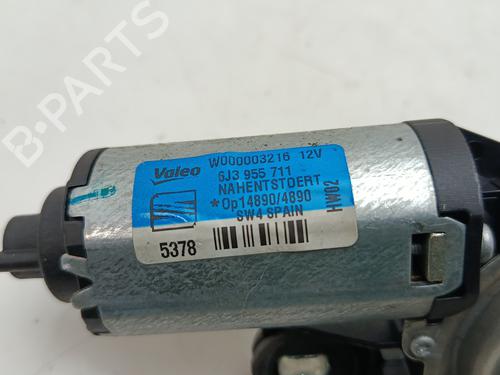 Valeo
W000003216 12V
6J3 955 711
NAHENTSTOERT
*Op14890/4890
SW4 SPAIN
HW02
5378
B-PARTS